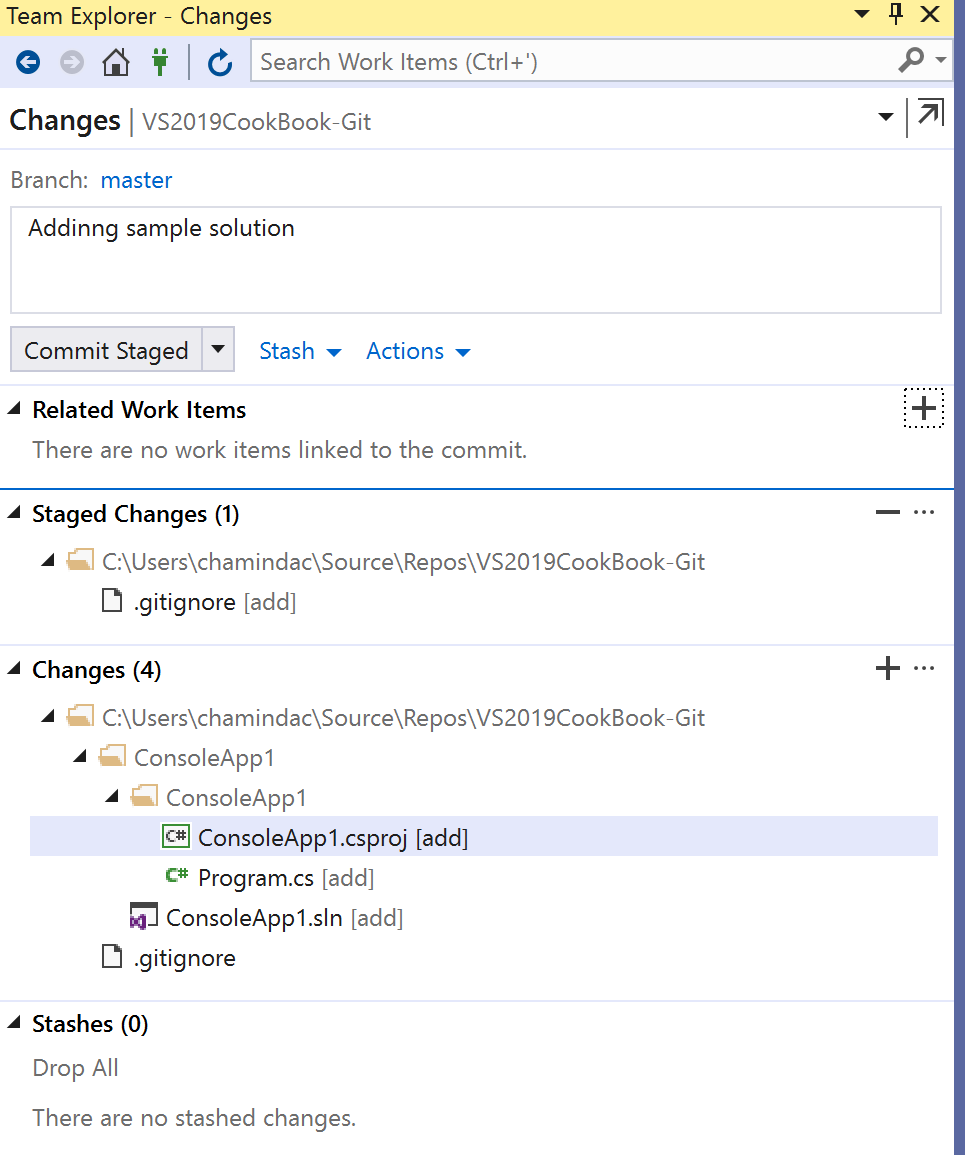 Team Explorer - Changes
Search Work Items (Ctrl+')
Changes | VS2019CookBook-Git
Branch: master
Addinng sample solution
Commit Staged Stash Actions
Related Work Items
There are no work items linked to the commit.
Staged Changes (1)
C:\Users\chamindac\Source\Repos\VS2019CookBook-Git
.gitignore [add]
Changes (4)
C:\Users\chamindac\Source\Repos\VS2019CookBook-Git
ConsoleApp1
ConsoleApp1
C# ConsoleApp1.csproj [add]
C# Program.cs [add]
ConsoleApp1.sln [add]
.gitignore
Stashes (0)
Drop All
There are no stashed changes.